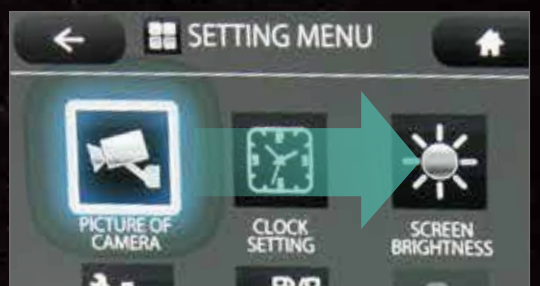 SETTING MENU
PICTURE OF
CAMERA
CLOCK
SETTING
SCREEN
BRIGHTNESS